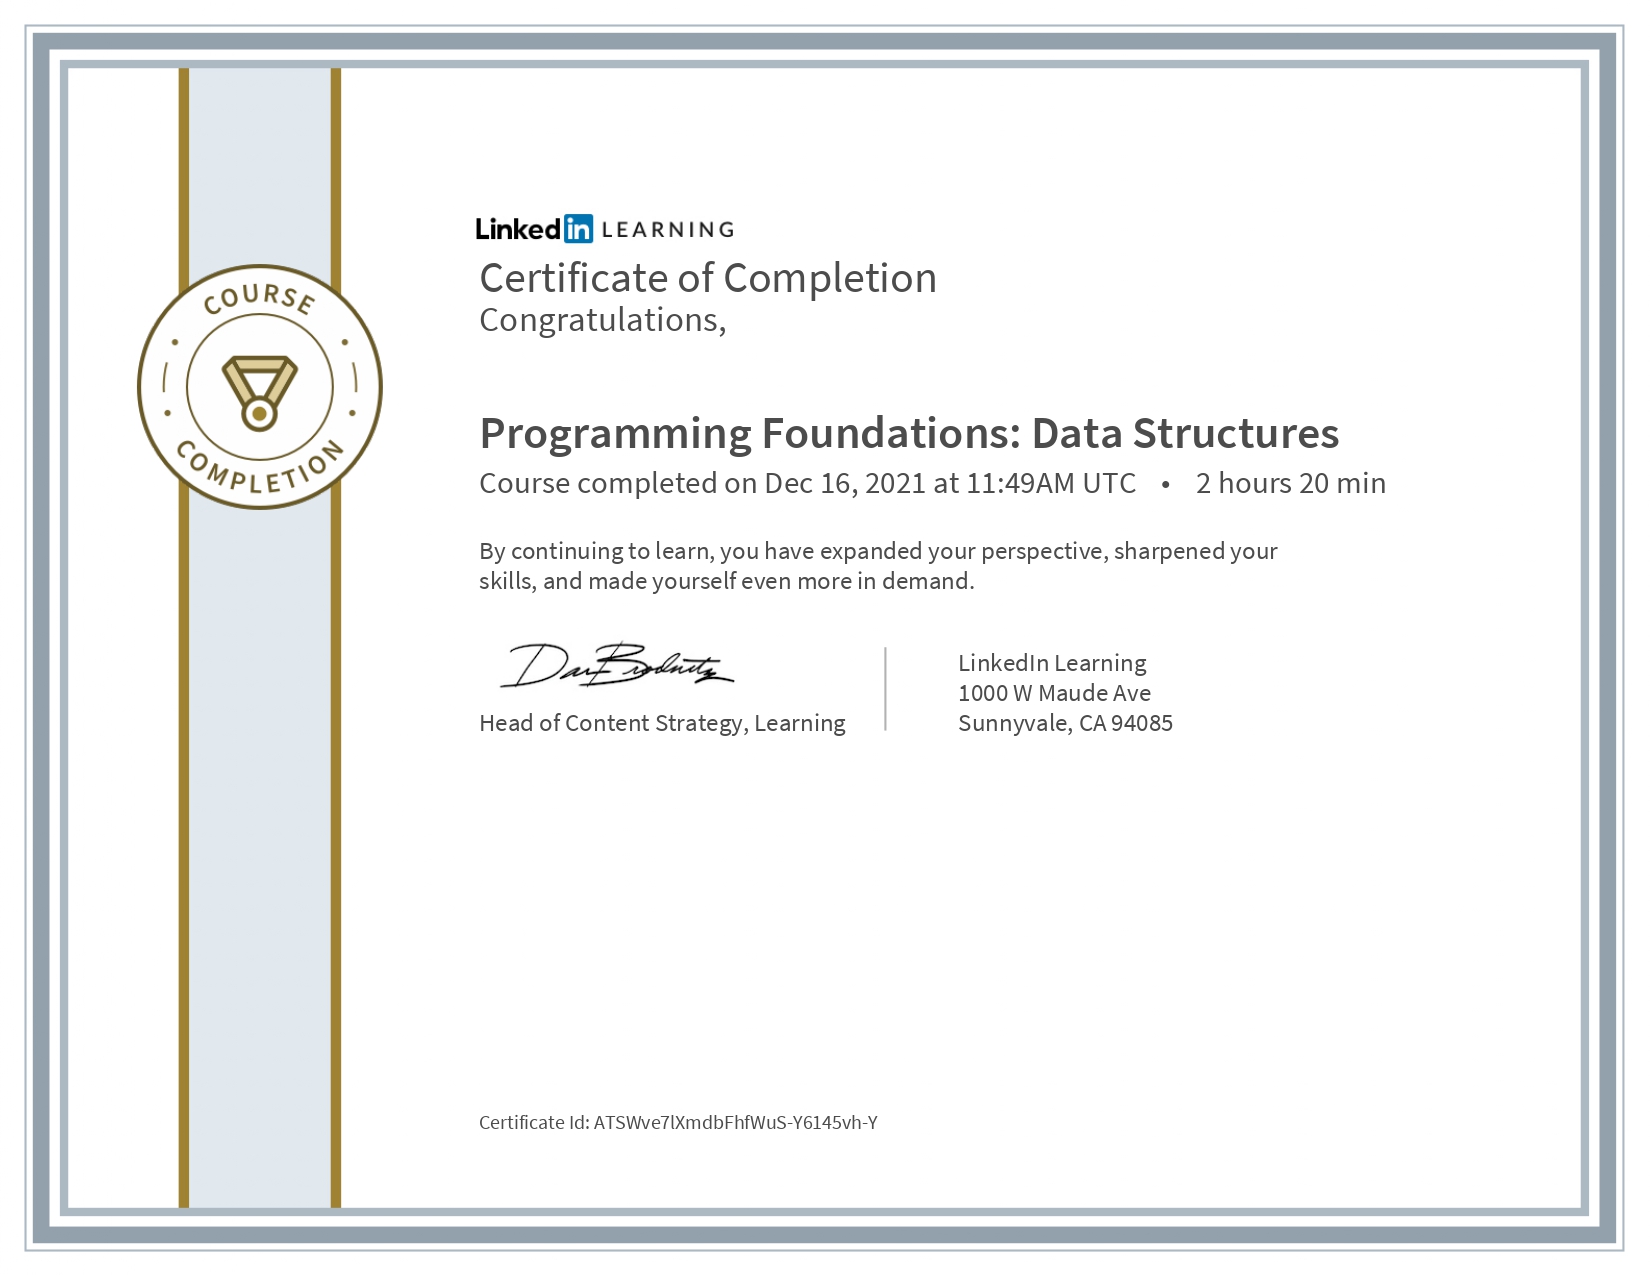 COURSE
COMPLETION
Linkedin LEARNING
Certificate of Completion
Congratulations,
Programming Foundations: Data Structures
Course completed on Dec 16, 2021 at 11:49AM UTC • 2 hours 20 min
By continuing to learn, you have expanded your perspective, sharpened your
skills, and made yourself even more in demand.
Head of Content Strategy, Learning
LinkedIn Learning
1000 W Maude Ave
Sunnyvale, CA 94085
Certificate Id: ATSWve7lXmdbFhfWuS-Y6145vh-Y